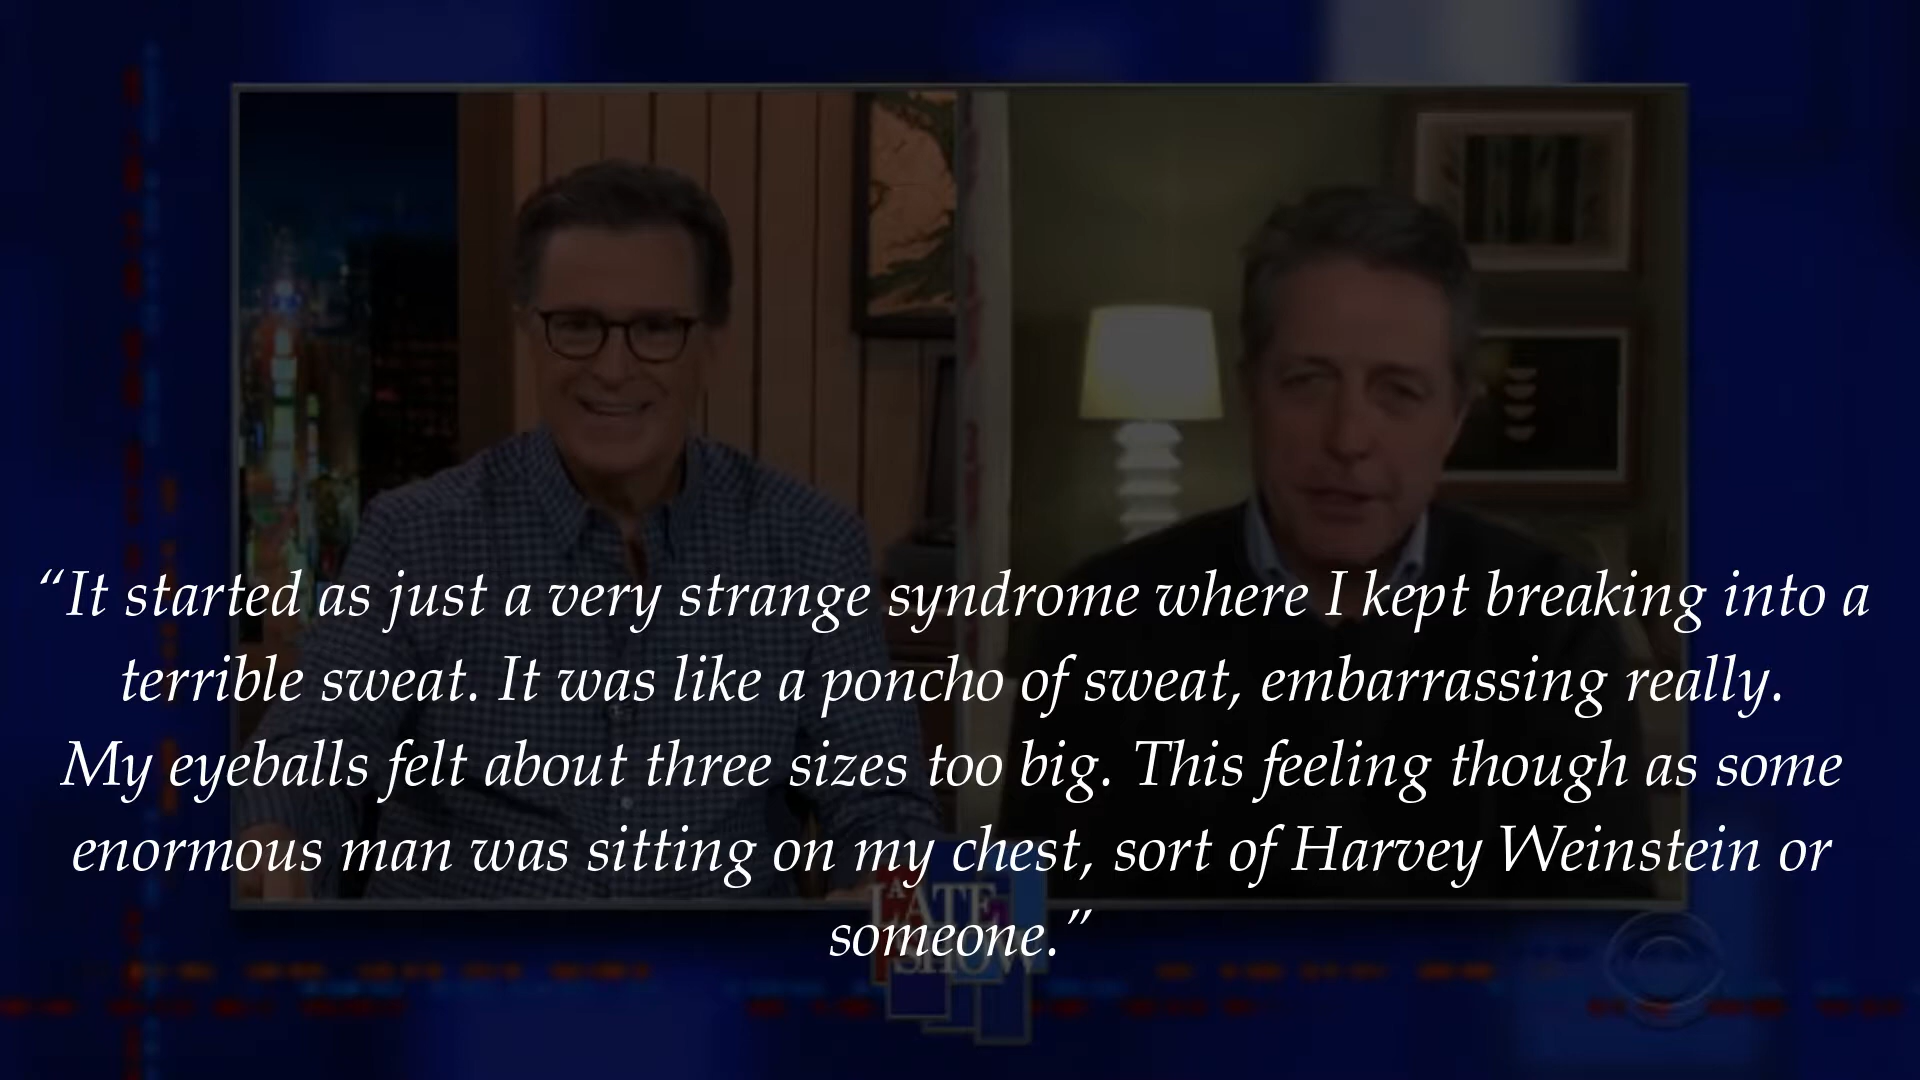 “It started as just a very strange syndrome where I kept breaking into a
terrible sweat. It was like a poncho of sweat, embarrassing really.
My eyeballs felt about three sizes too big. This feeling though as some
enormous man was sitting on my chest, sort of Harvey Weinstein or
someone.”
A
LATE
SHOW